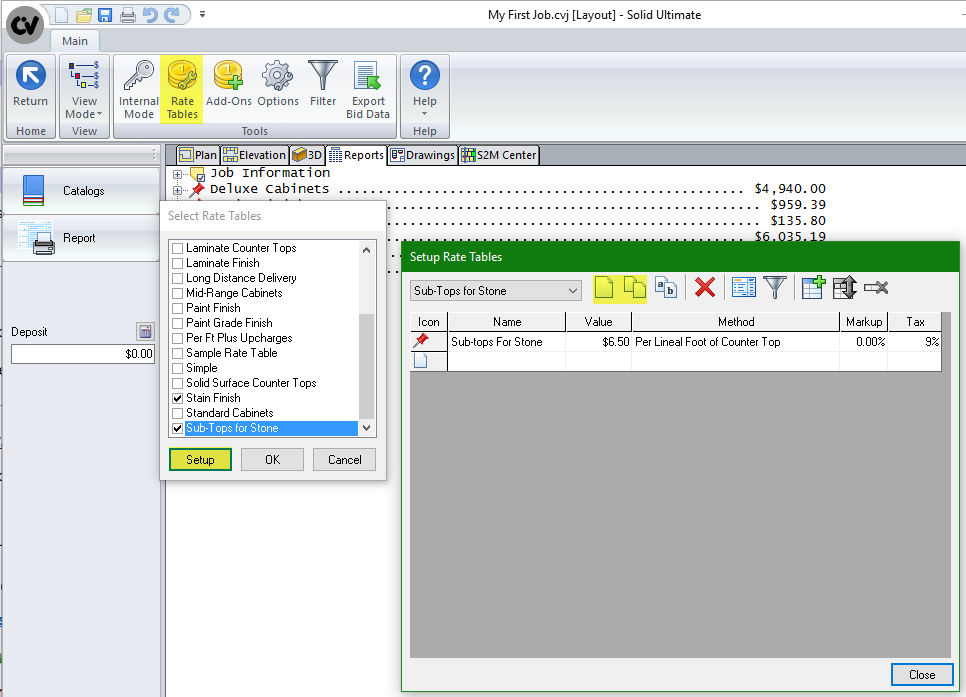 My First Job.cvj [Layout] - Solid Ultimate
CV
Main
Return
View Mode
Internal Mode
Rate Tables
Add-Ons
Options
Filter
Export Bid Data
Help
Home
View
Tools
Help
Plan
Elevation
3D
Reports
Drawings
S2M Center
Catalogs
Report
Deposit
$0.00
Job Information
Deluxe Cabinets ................................................ $4,940.00
$959.39
$135.80
$6,035.19
Select Rate Tables
Laminate Counter Tops
Laminate Finish
Long Distance Delivery
Mid-Range Cabinets
Paint Finish
Paint Grade Finish
Per Ft Plus Upcharges
Sample Rate Table
Simple
Solid Surface Counter Tops
Stain Finish
Standard Cabinets
Sub-Tops for Stone
Setup
OK
Cancel
Setup Rate Tables
Sub-Tops for Stone
a b
Icon Name Value Method Markup Tax
Sub-tops For Stone $6.50 Per Lineal Foot of Counter Top 0.00% 9%
Close